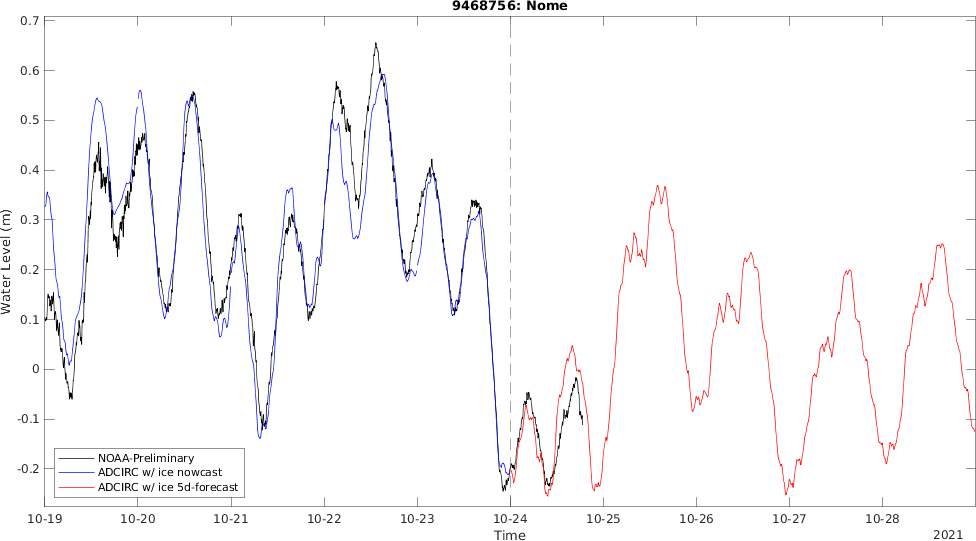 9468756: Nome
0.7
0.6
0.5
0.4
0.3
0.2
0.1
0
-0.1
-0.2
Water Level (m)
NOAA-Preliminary
ADCIRC w/ ice nowcast
ADCIRC w/ ice 5d-forecast
10-19 10-20 10-21 10-22 10-23 10-24 10-25 10-26 10-27 10-28
Time
2021